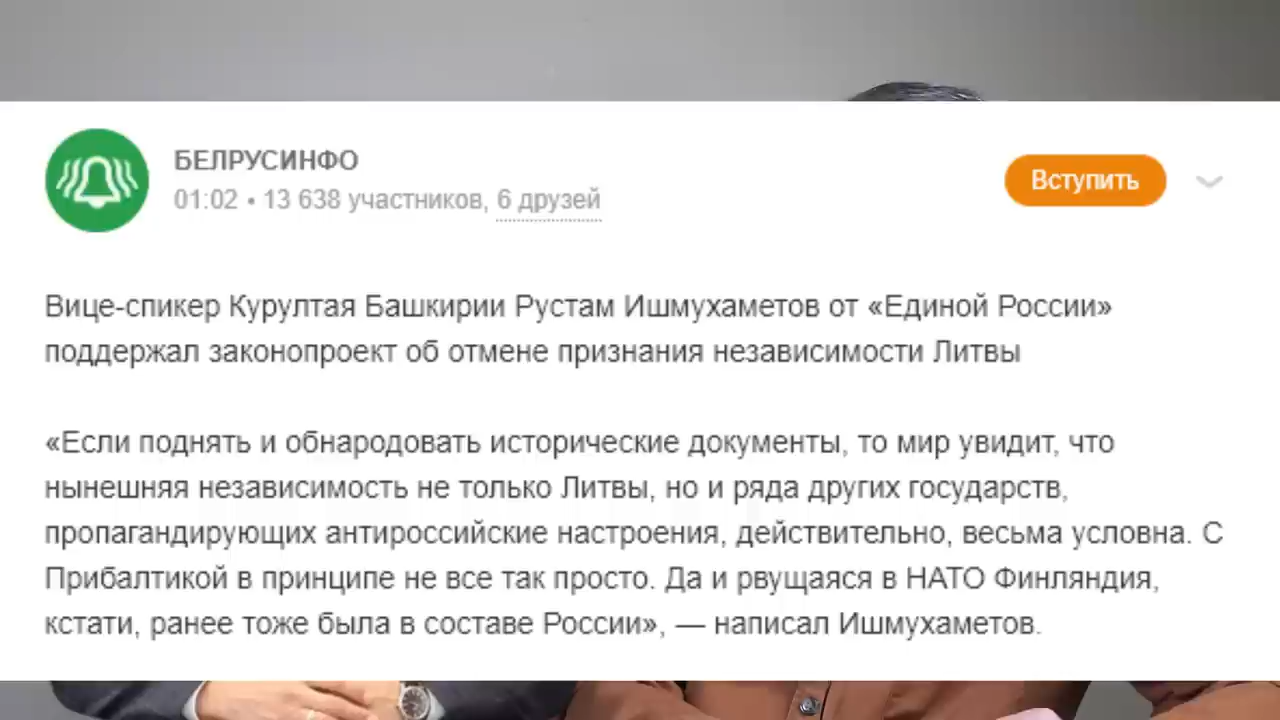 БЕЛРУСИНФО
01:02 • 13 638 участников, 6 друзей
Вступить
Вице-спикер Курултая Башкирии Рустам Ишмухаметов от «Единой России»
поддержал законопроект об отмене признания независимости Литвы
«Если поднять и обнародовать исторические документы, то мир увидит, что
нынешняя независимость не только Литвы, но и ряда других государств,
пропагандирующих антироссийские настроения, действительно, весьма условна. С
Прибалтикой в принципе не все так просто. Да и рвущаяся в НАТО Финляндия,
кстати, ранее тоже была в составе России», — написал Ишмухаметов.